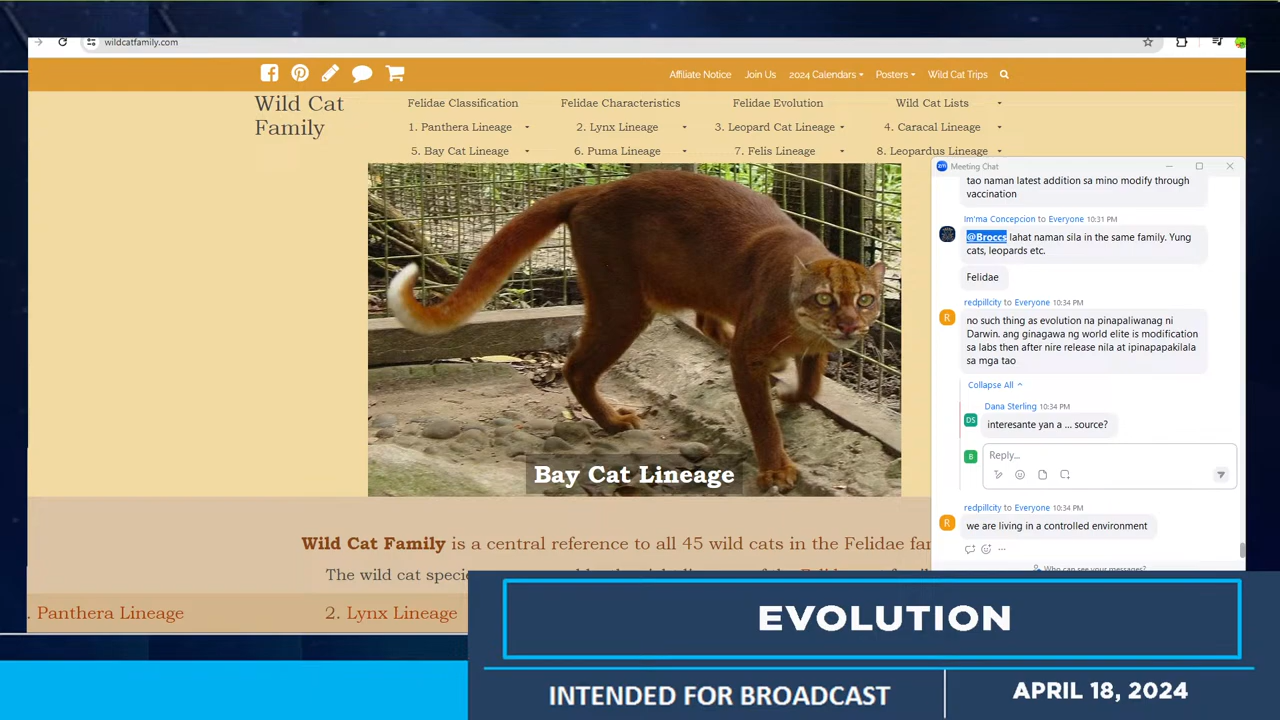 wildcatfamily.com
Affiliate Notice Join Us 2024 Calendars Posters Wild Cat Trips
Wild Cat Family
Felidae Classification Felidae Characteristics Felidae Evolution Wild Cat Lists
1. Panthera Lineage 2. Lynx Lineage 3. Leopard Cat Lineage 4. Caracal Lineage
5. Bay Cat Lineage 6. Puma Lineage 7. Felis Lineage 8. Leopardus Lineage
Bay Cat Lineage
Wild Cat Family is a central reference to all 45 wild cats in the Felidae
The wild cat
. Panthera Lineage 2. Lynx Lineage
Meeting Chat
tao naman latest addition sa mino modify through
vaccination
Im'ma Concepcion to Everyone 10:31 PM
@Broccs lahat naman sila in the same family. Yung
cats, leopards etc.
Felidae
redpillcity to Everyone 10:34 PM
R
no such thing as evolution na pinapaliwanag ni
Darwin. ang ginagawa ng world elite is modification
sa labs then after nire release nila at ipinapapakilala
sa mga tao
Collapse All
Dana Sterling 10:34 PM
DS
interesante yan a ... source?
B
Reply...
redpillcity to Everyone 10:34 PM
R
we are living in a controlled environment
Who can see your messages?
EVOLUTION
INTENDED FOR BROADCAST
APRIL 18, 2024